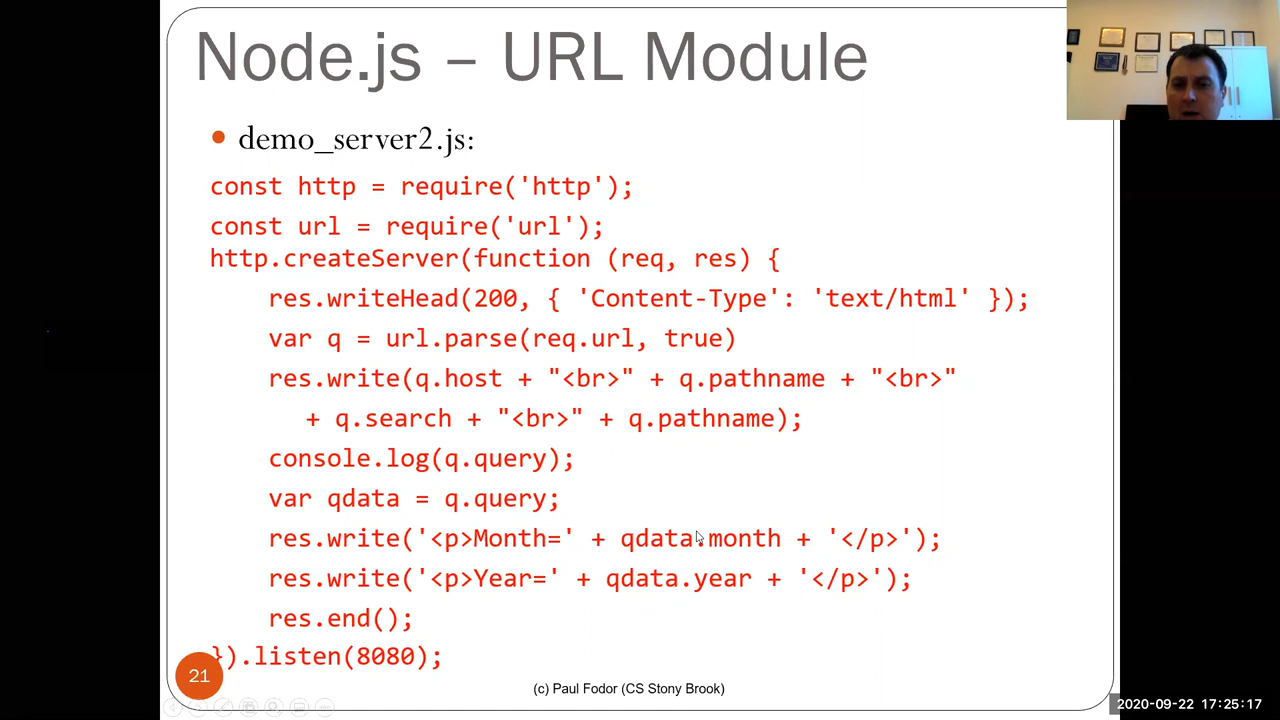 Node.js – URL Module
• demo_server2.js:
const http = require('http');
const url = require('url');
http.createServer(function (req, res) {
res.writeHead(200, { 'Content-Type': 'text/html' });
var q = url.parse(req.url, true)
res.write(q.host + "<br>" + q.pathname + "<br>"
+ q.search + "<br>" + q.pathname);
console.log(q.query);
var qdata = q.query;
res.write('<p>Month=' + qdata.month + '</p>');
res.write('<p>Year=' + qdata.year + '</p>');
res.end();
}).listen(8080);
21
(c) Paul Fodor (CS Stony Brook)
2020-09-22 17:25:17